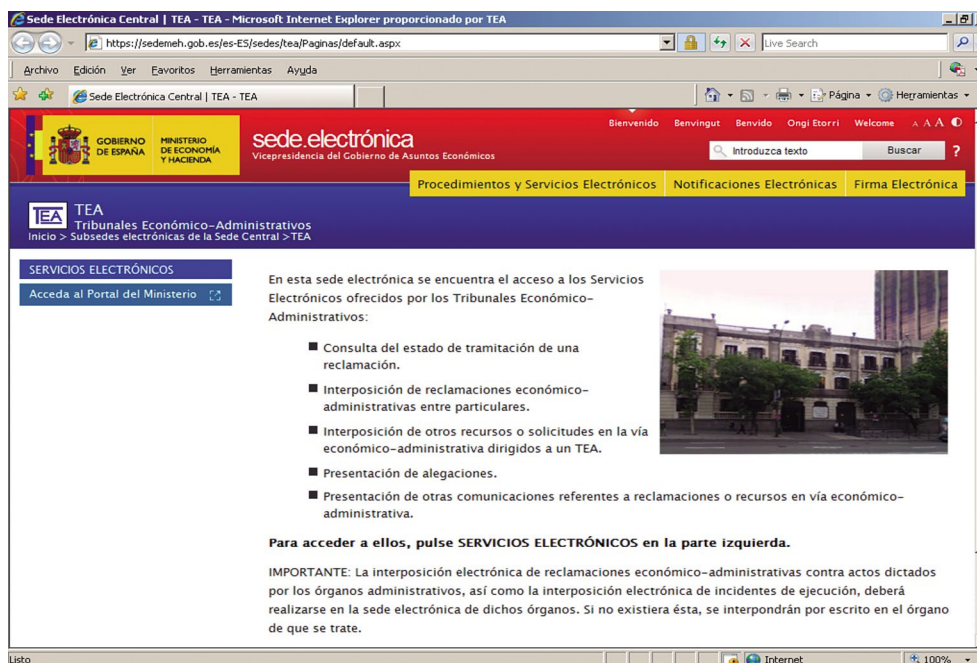 Sede Electrónica Central | TEA - TEA - Microsoft Internet Explorer proporcionado por TEA
https://sedemeh.gob.es/es-ES/sedes/tea/Paginas/default.aspx
Live Search
Archivo Edición Ver Favoritos Herramientas Ayuda
Sede Electrónica Central | TEA - TEA
Página Herramientas
Bienvenido Benvingut Benvido Ongi Etorri Welcome A A A
GOBIERNO DE ESPAÑA
MINISTERIO DE ECONOMÍA Y HACIENDA
sede.electrónica
Vicepresidencia del Gobierno de Asuntos Económicos
Introduzca texto Buscar ?
Procedimientos y Servicios Electrónicos Notificaciones Electrónicas Firma Electrónica
TEA TEA
Tribunales Económico-Administrativos
Inicio > Subsedes electrónicas de la Sede Central >TEA
SERVICIOS ELECTRÓNICOS
Acceda al Portal del Ministerio
En esta sede electrónica se encuentra el acceso a los Servicios
Electrónicos ofrecidos por los Tribunales Económico-
Administrativos:
Consulta del estado de tramitación de una
reclamación.
Interposición de reclamaciones económico-
administrativas entre particulares.
Interposición de otros recursos o solicitudes en la vía
económico-administrativa dirigidos a un TEA.
Presentación de alegaciones.
Presentación de otras comunicaciones referentes a reclamaciones o recursos en vía económico-
administrativa.
Para acceder a ellos, pulse SERVICIOS ELECTRÓNICOS en la parte izquierda.
IMPORTANTE: La interposición electrónica de reclamaciones económico-administrativas contra actos dictados
por los órganos administrativos, así como la interposición electrónica de incidentes de ejecución, deberá
realizarse en la sede electrónica de dichos órganos. Si no existiera ésta, se interpondrán por escrito en el órgano
de que se trate.
Listo Internet 100%